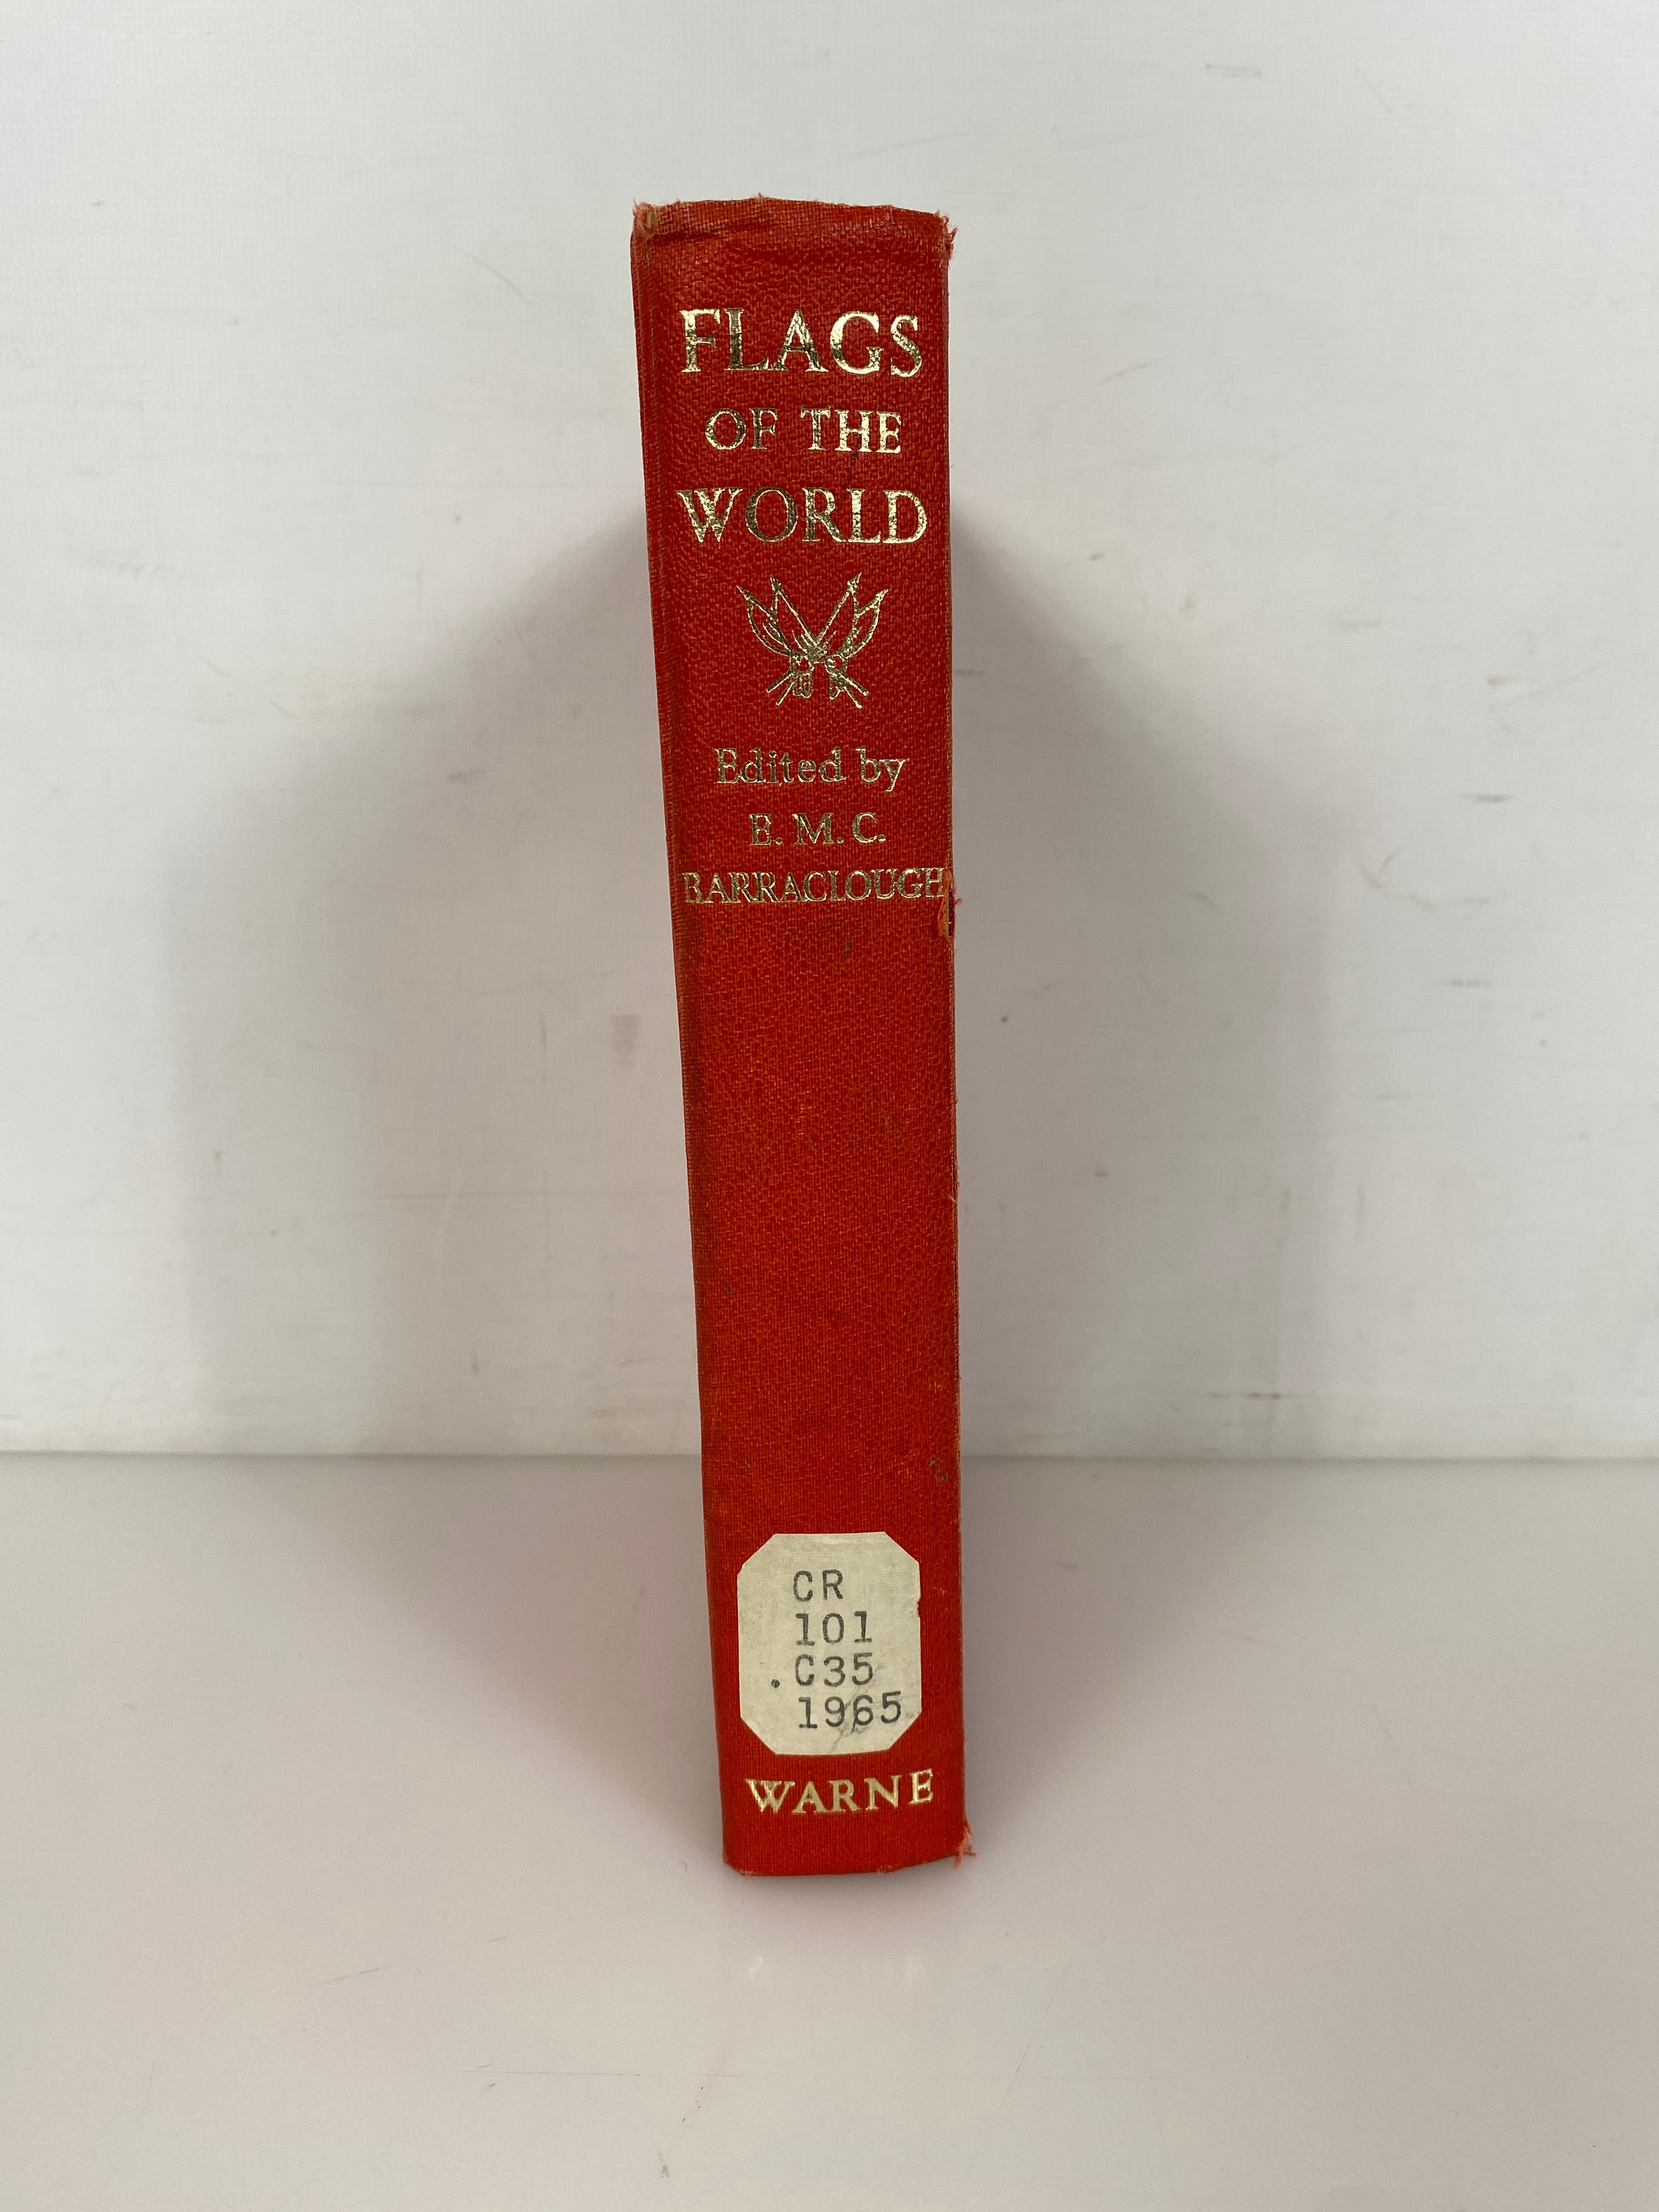 FLAGS
OF THE
WORLD
Edited by
E. M. C.
BARRACLOUGH
CR
101
.C35
1965
WARNE